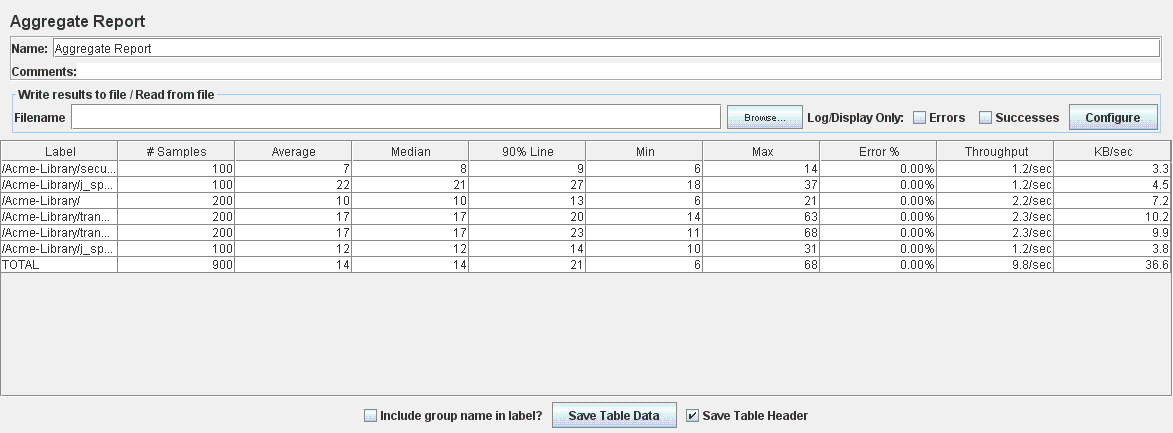 Aggregate Report
Name: Aggregate Report
Comments:
Write results to file / Read from file
Filename Browse... Log/Display Only: Errors Successes Configure
Label # Samples Average Median 90% Line Min Max Error % Throughput KB/sec
/Acme-Library/secu... 100 7 8 9 6 14 0.00% 1.2/sec 3.3
/Acme-Library/j_sp... 100 22 21 27 18 37 0.00% 1.2/sec 4.5
/Acme-Library/ 200 10 10 13 6 21 0.00% 2.2/sec 7.2
/Acme-Library/tran... 200 17 17 20 14 63 0.00% 2.3/sec 10.2
/Acme-Library/tran... 200 17 17 23 11 68 0.00% 2.3/sec 9.9
/Acme-Library/j_sp... 100 12 12 14 10 31 0.00% 1.2/sec 3.8
TOTAL 900 14 14 21 6 68 0.00% 9.8/sec 36.6
Include group name in label? Save Table Data Save Table Header